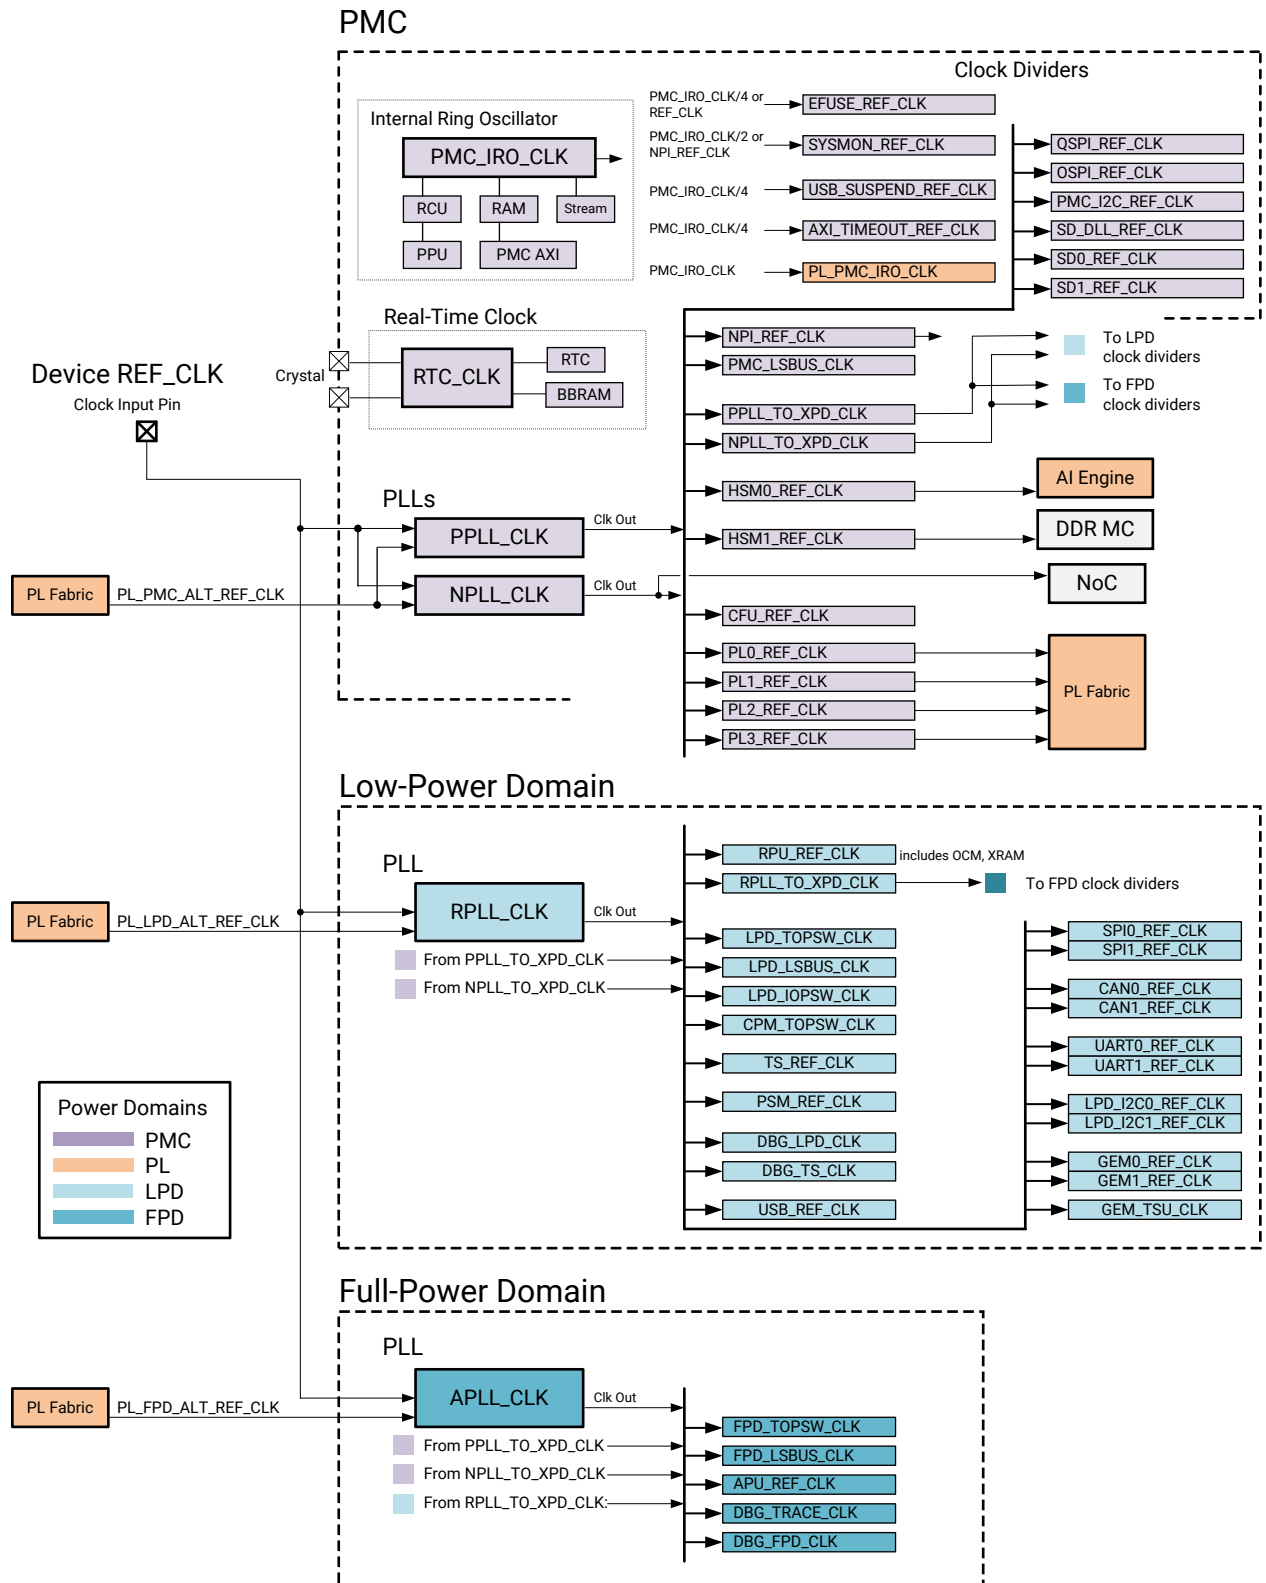 PMC
Clock Dividers
Internal Ring Oscillator
PMC_IRO_CLK
RCU
RAM
Stream
PPU
PMC AXI
PMC_IRO_CLK/4 or
REF_CLK
EFUSE_REF_CLK
PMC_IRO_CLK/2 or
NPI_REF_CLK
SYSMON_REF_CLK
PMC_IRO_CLK/4
USB_SUSPEND_REF_CLK
PMC_IRO_CLK/4
AXI_TIMEOUT_REF_CLK
PMC_IRO_CLK
PL_PMC_IRO_CLK
QSPI_REF_CLK
OSPI_REF_CLK
PMC_I2C_REF_CLK
SD_DLL_REF_CLK
SD0_REF_CLK
SD1_REF_CLK
Real-Time Clock
Crystal
RTC_CLK
RTC
BBRAM
Device REF_CLK
Clock Input Pin
NPI_REF_CLK
PMC_LSBUS_CLK
PPLL_TO_XPD_CLK
NPLL_TO_XPD_CLK
To LPD
clock dividers
To FPD
clock dividers
HSM0_REF_CLK
AI Engine
HSM1_REF_CLK
DDR MC
NoC
PLLs
PPLL_CLK
Clk Out
NPLL_CLK
Clk Out
PL Fabric
PL_PMC_ALT_REF_CLK
CFU_REF_CLK
PL0_REF_CLK
PL1_REF_CLK
PL2_REF_CLK
PL3_REF_CLK
PL Fabric
Low-Power Domain
PLL
RPLL_CLK
Clk Out
PL Fabric
PL_LPD_ALT_REF_CLK
From PPLL_TO_XPD_CLK
From NPLL_TO_XPD_CLK
RPU_REF_CLK
includes OCM, XRAM
RPLL_TO_XPD_CLK
To FPD clock dividers
LPD_TOPSW_CLK
LPD_LSBUS_CLK
LPD_IOPSW_CLK
CPM_TOPSW_CLK
TS_REF_CLK
PSM_REF_CLK
DBG_LPD_CLK
DBG_TS_CLK
USB_REF_CLK
SPI0_REF_CLK
SPI1_REF_CLK
CAN0_REF_CLK
CAN1_REF_CLK
UART0_REF_CLK
UART1_REF_CLK
LPD_I2C0_REF_CLK
LPD_I2C1_REF_CLK
GEM0_REF_CLK
GEM1_REF_CLK
GEM_TSU_CLK
Power Domains
PMC
PL
LPD
FPD
Full-Power Domain
PLL
APLL_CLK
Clk Out
PL Fabric
PL_FPD_ALT_REF_CLK
From PPLL_TO_XPD_CLK
From NPLL_TO_XPD_CLK
From RPLL_TO_XPD_CLK:
FPD_TOPSW_CLK
FPD_LSBUS_CLK
APU_REF_CLK
DBG_TRACE_CLK
DBG_FPD_CLK